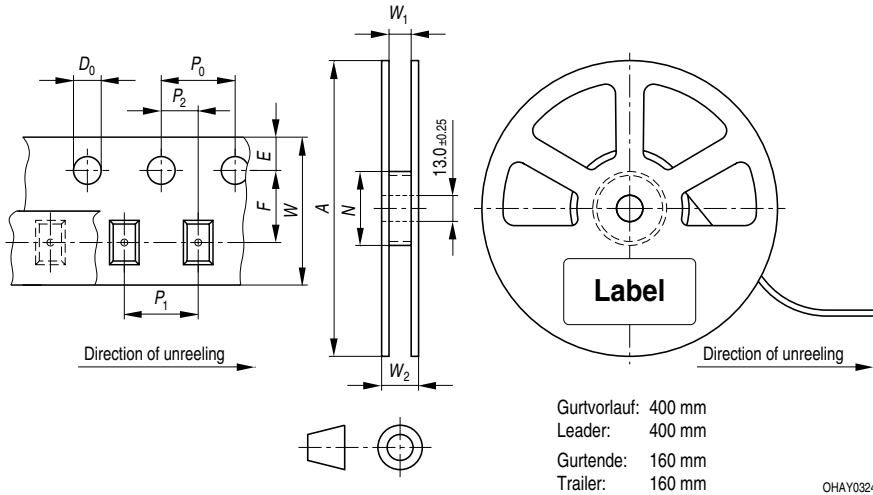 W1
D0
P0
P2
E
F
W
A
N
13.0 ±0.25
Label
P1
Direction of unreeling
W2
Direction of unreeling
Gurtvorlauf: 400 mm
Leader: 400 mm
Gurtende: 160 mm
Trailer: 160 mm
OHAY0324